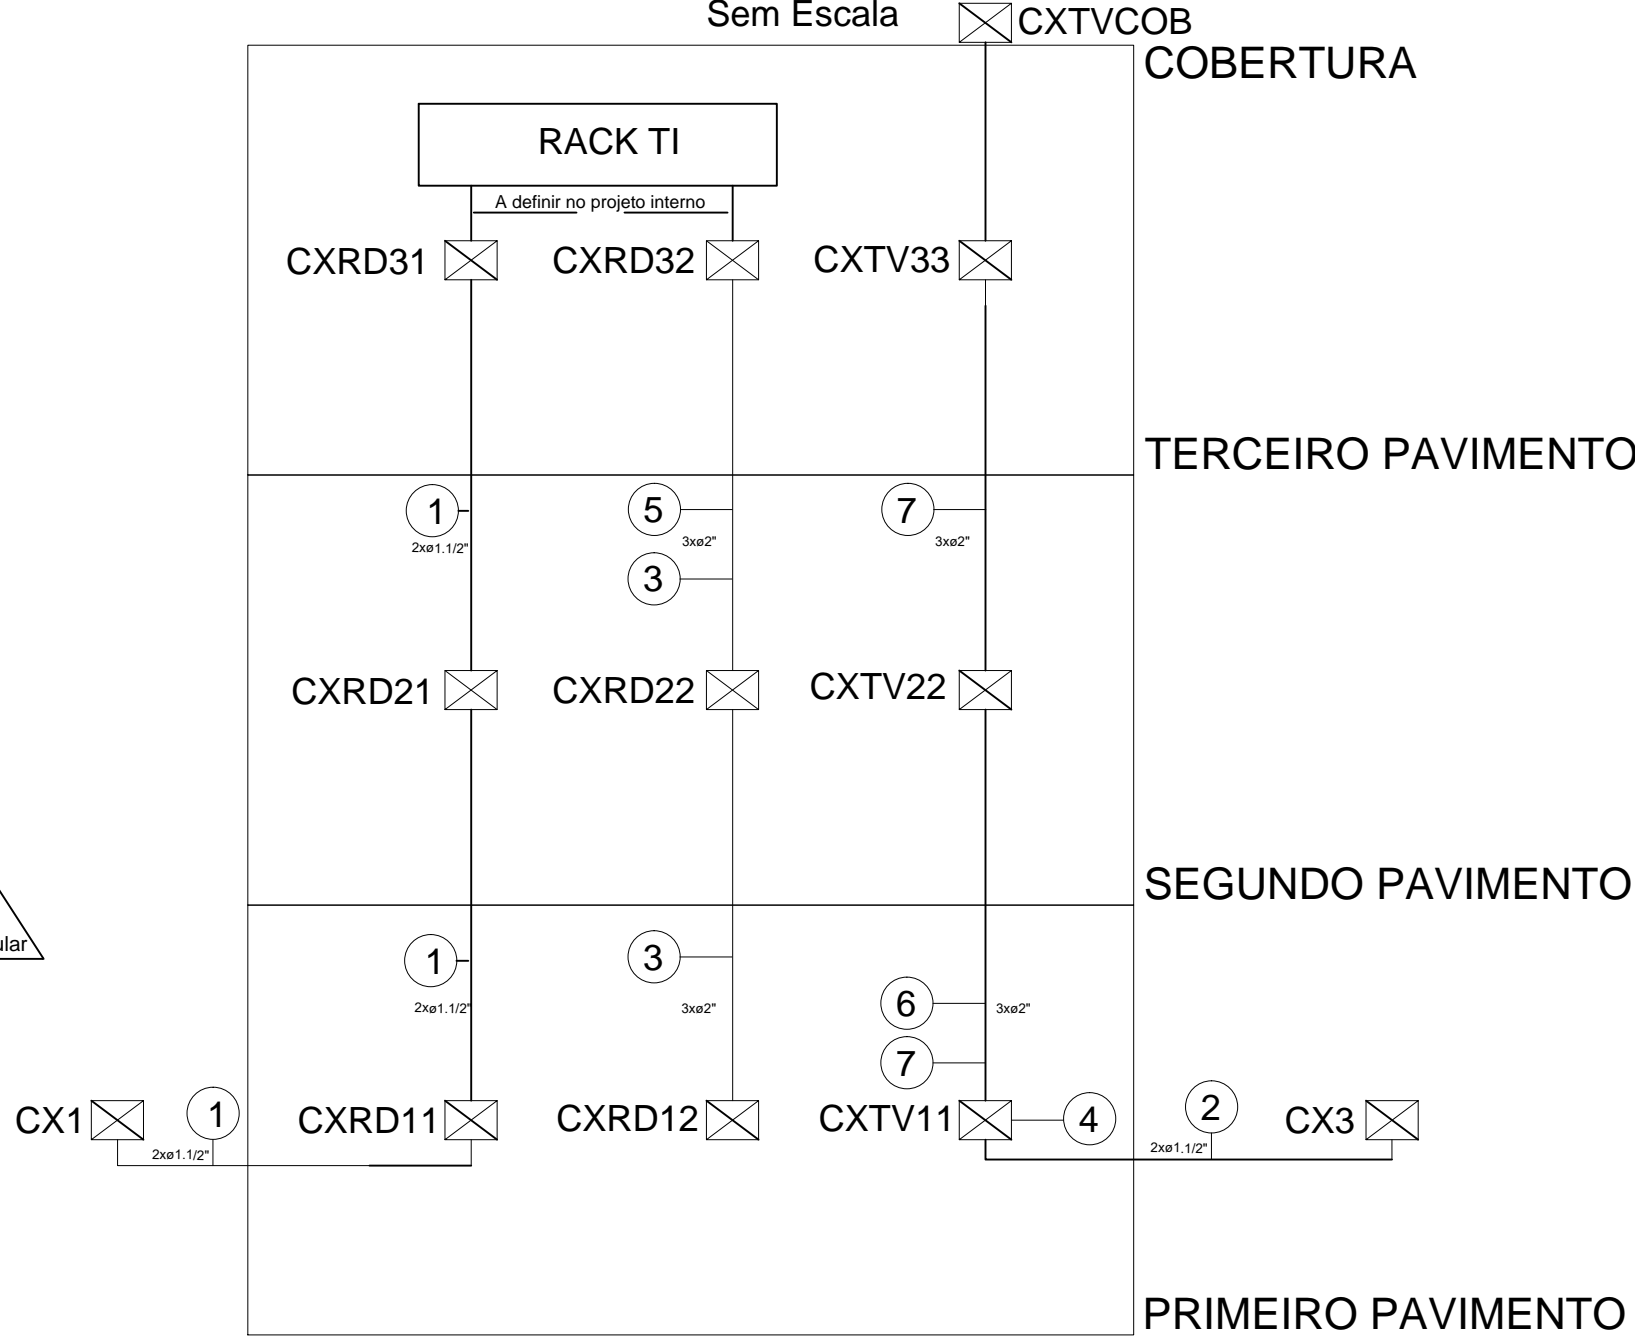 Sem Escala
CXTVCOB
COBERTURA
RACK TI
A definir no projeto interno
CXRD31
CXRD32
CXTV33
TERCEIRO PAVIMENTO
1
2xø1.1/2"
5
3xø2"
3
7
3xø2"
CXRD21
CXRD22
CXTV22
SEGUNDO PAVIMENTO
1
2xø1.1/2"
3
3xø2"
6
3xø2"
7
CX1
1
2xø1.1/2"
CXRD11
CXRD12
CXTV11
4
2
2xø1.1/2"
CX3
PRIMEIRO PAVIMENTO